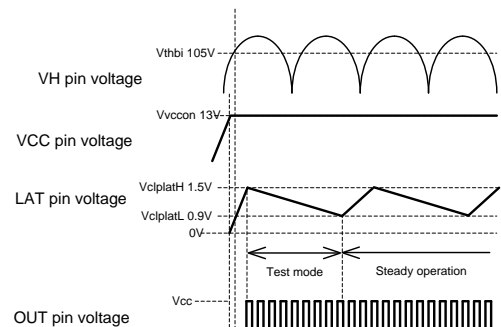 Vthbi 105V
VH pin voltage
Vvccon 13V
VCC pin voltage
VclplatH 1.5V
LAT pin voltage
VclplatL 0.9V
0V
Test mode
Steady operation
Vcc
OUT pin voltage